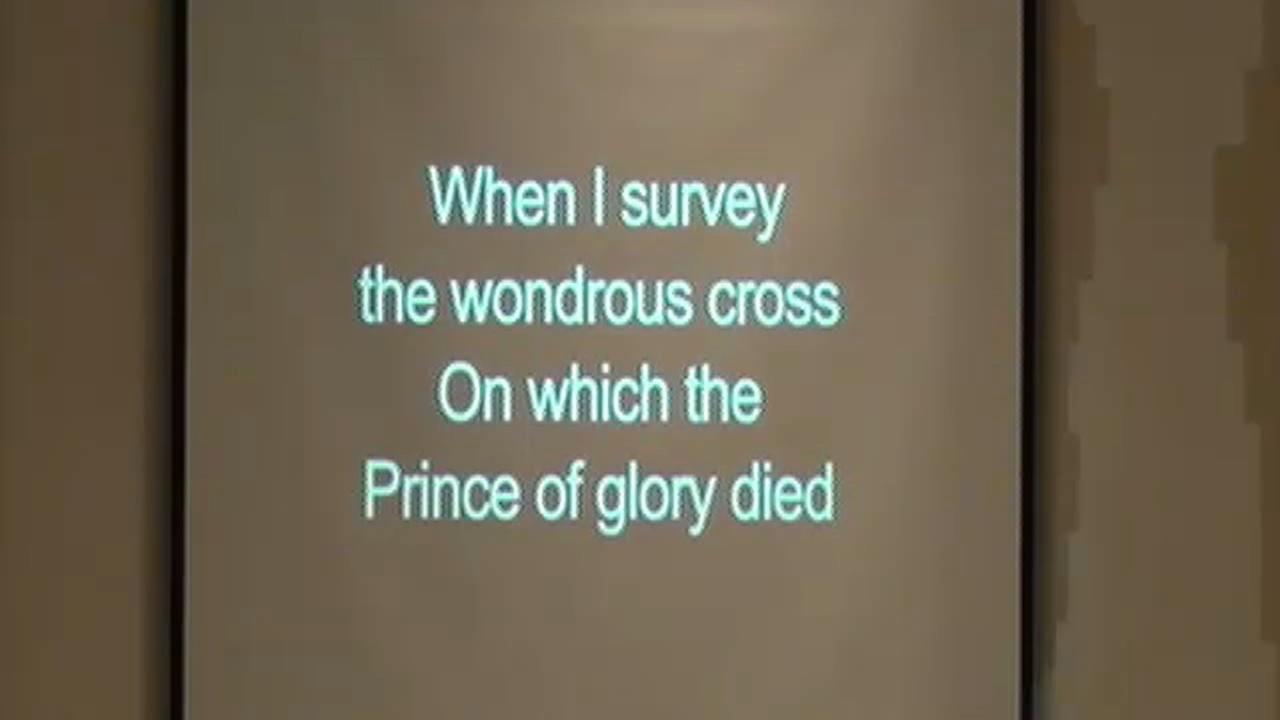 When I survey
the wondrous cross
On which the
Prince of glory died